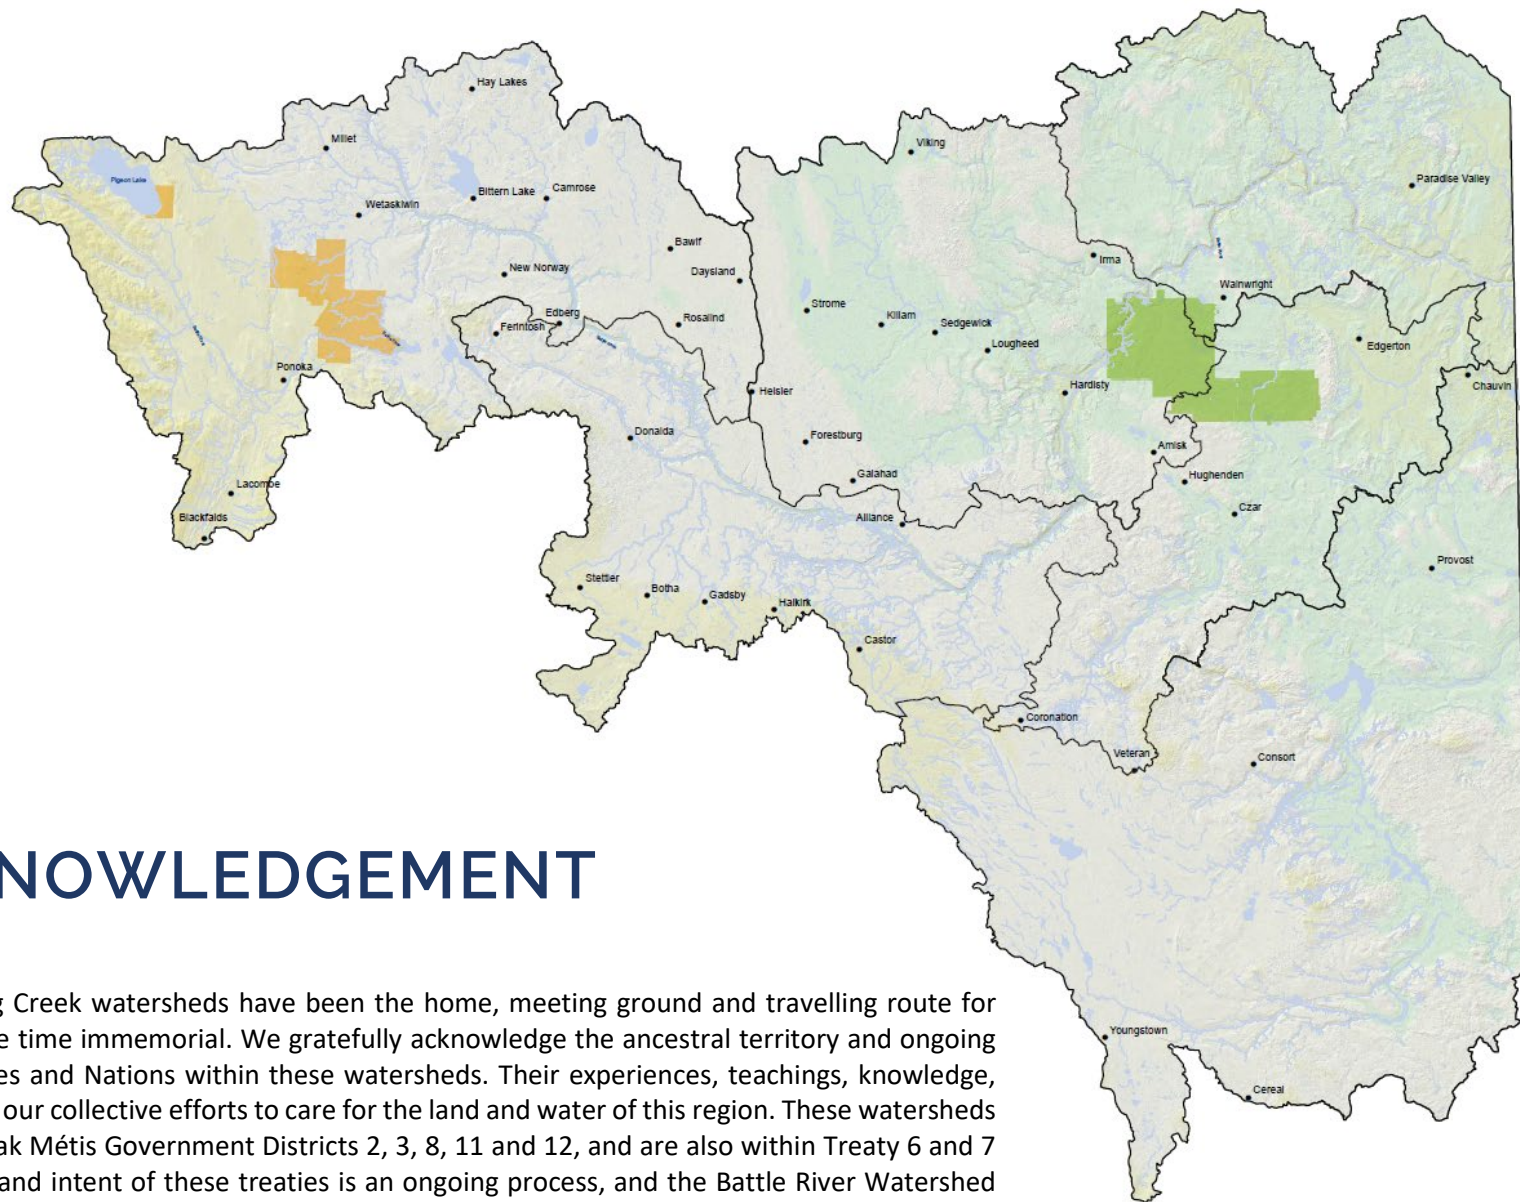 Hay Lakes
Millet
Viking
Pigeon Lake
Bittern Lake
Camrose
Paradise Valley
Wetaskiwin
Bawlf
Irma
New Norway
Daysland
Wainwright
Strome
Edberg
Killam
Ferintosh
Rosalind
Sedgewick
Lougheed
Edgerton
Ponoka
Hardisty
Chauvin
Heisler
Donalda
Forestburg
Amisk
Galahad
Hughenden
Lacombe
Czar
Blackfalds
Alliance
Provost
Stettler
Botha
Gadsby
Halkirk
Castor
Coronation
Veteran
Consort
NOWLEDGEMENT
g Creek watersheds have been the home, meeting ground and travelling route for
e time immemorial. We gratefully acknowledge the ancestral territory and ongoing
es and Nations within these watersheds. Their experiences, teachings, knowledge,
our collective efforts to care for the land and water of this region. These watersheds
ak Métis Government Districts 2, 3, 8, 11 and 12, and are also within Treaty 6 and 7
and intent of these treaties is an ongoing process, and the Battle River Watershed
Youngstown
Cereal